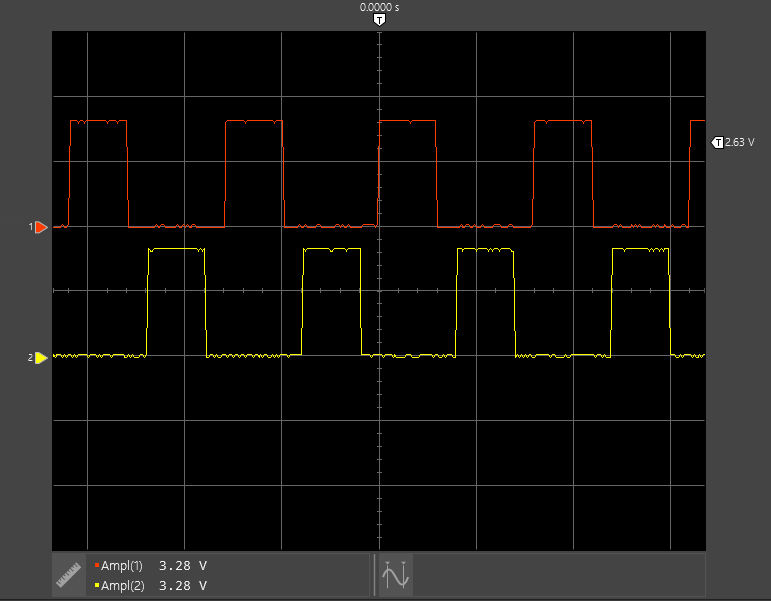 0.0000 s
T
T 2.63 V
1
2
Ampl(1) 3.28 V
Ampl(2) 3.28 V